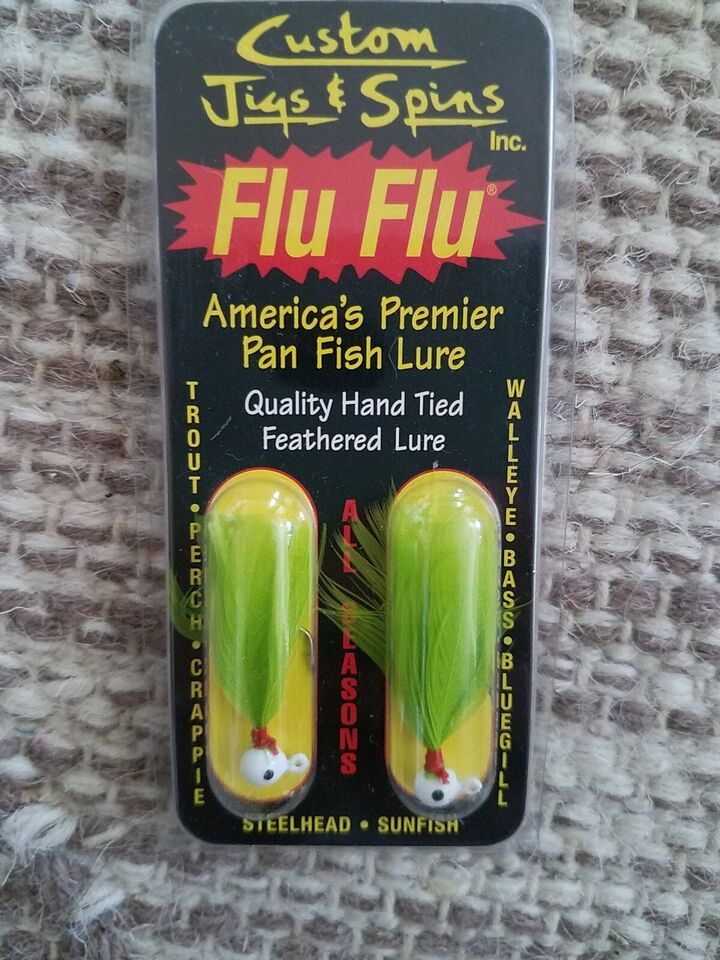 Custom
Jigs & Spins
Inc.
Flu Flu®
America's Premier
Pan Fish Lure
Quality Hand Tied
Feathered Lure
TROUT • PERCH • CRAPPIE
ALL SEASONS
WALLEYE • BASS • BLUEGILL
STEELHEAD • SUNFISH